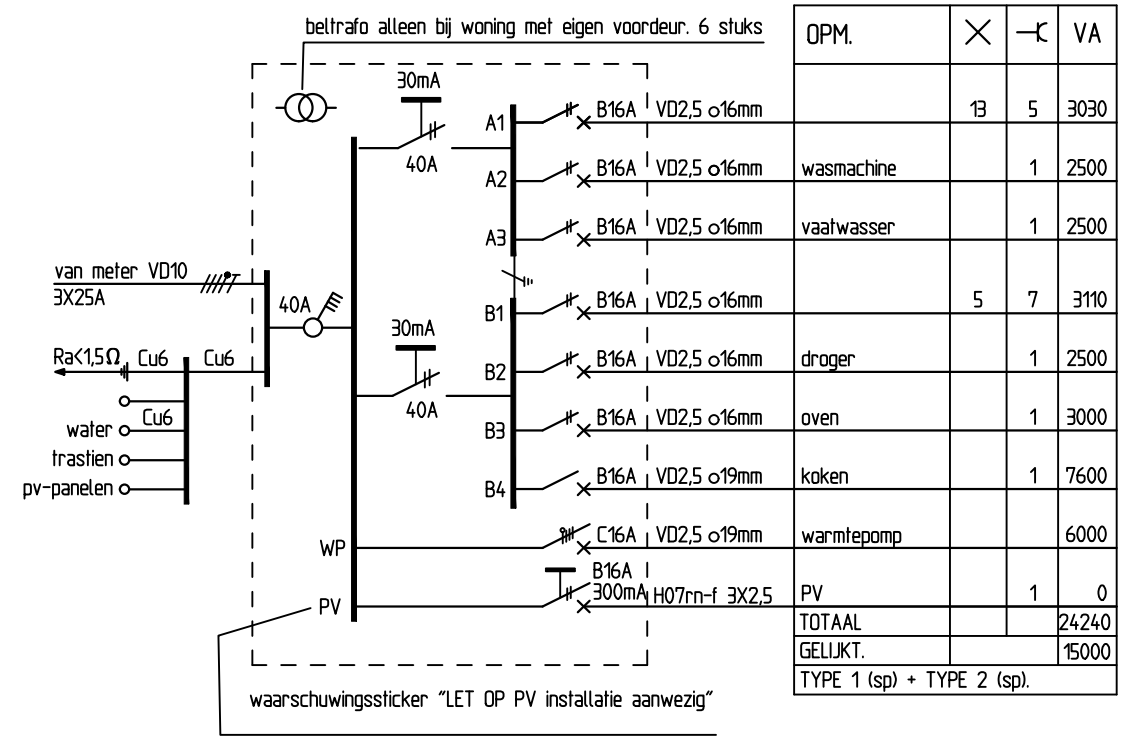 beltrafo alleen bij woning met eigen voordeur. 6 stuks
OPM. VA
30mA
40A
A1 B16A VD2,5 o16mm 13 5 3030
A2 B16A VD2,5 o16mm wasmachine 1 2500
A3 B16A VD2,5 o16mm vaatwasser 1 2500
van meter VD10
3X25A
40A
B1 B16A VD2,5 o16mm 5 7 3110
30mA
40A
Ra<1,5Ω Cu6 Cu6
B2 B16A VD2,5 o16mm droger 1 2500
Cu6
water
B3 B16A VD2,5 o16mm oven 1 3000
trastien
pv-panelen
B4 B16A VD2,5 o19mm koken 1 7600
WP C16A VD2,5 o19mm warmtepomp 6000
B16A
300mA
PV H07rn-f 3X2,5 PV 1 0
TOTAAL 24240
GELIJKT. 15000
TYPE 1 (sp) + TYPE 2 (sp).
waarschuwingssticker "LET OP PV installatie aanwezig"